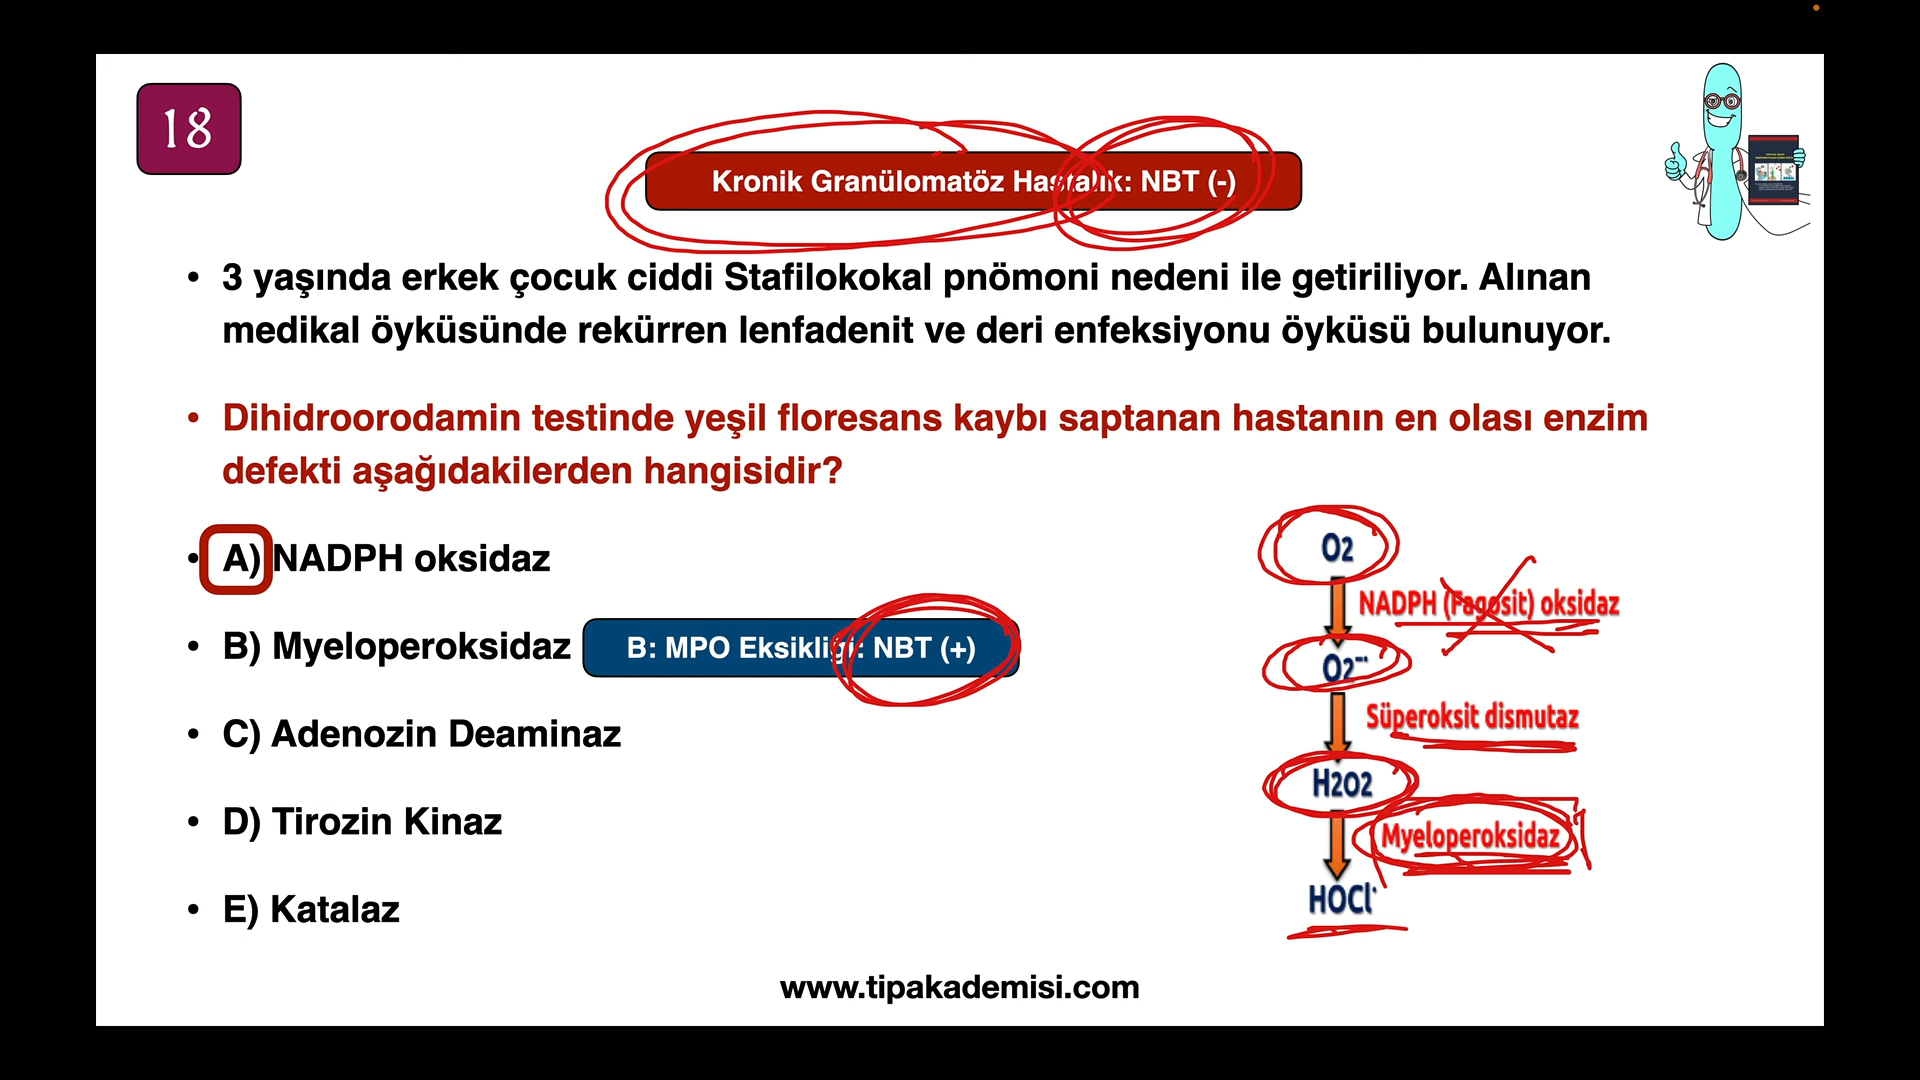 18
Kronik Granülomatöz Hastalık: NBT (-)
• 3 yaşında erkek çocuk ciddi Stafilokokal pnömoni nedeni ile getiriliyor. Alınan
medikal öyküsünde rekürren lenfadenit ve deri enfeksiyonu öyküsü bulunuyor.
• Dihidroorodamin testinde yeşil floresans kaybı saptanan hastanın en olası enzim
defekti aşağıdakilerden hangisidir?
• A) NADPH oksidaz
• B) Myeloperoksidaz
B: MPO Eksikliği: NBT (+)
• C) Adenozin Deaminaz
• D) Tirozin Kinaz
• E) Katalaz
O2
NADPH (Fagosit) oksidaz
O2⁻·
Süperoksit dismutaz
H2O2
Myeloperoksidaz
HOCl·
www.tipakademisi.com